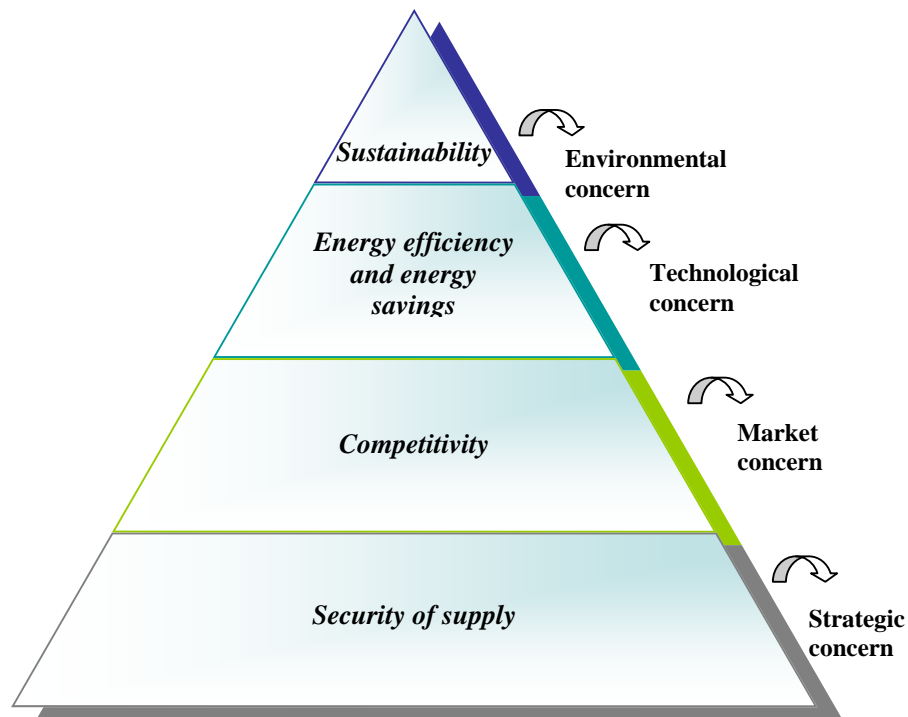 Sustainability
Environmental
concern
Energy efficiency
and energy
savings
Technological
concern
Competitivity
Market
concern
Security of supply
Strategic
concern